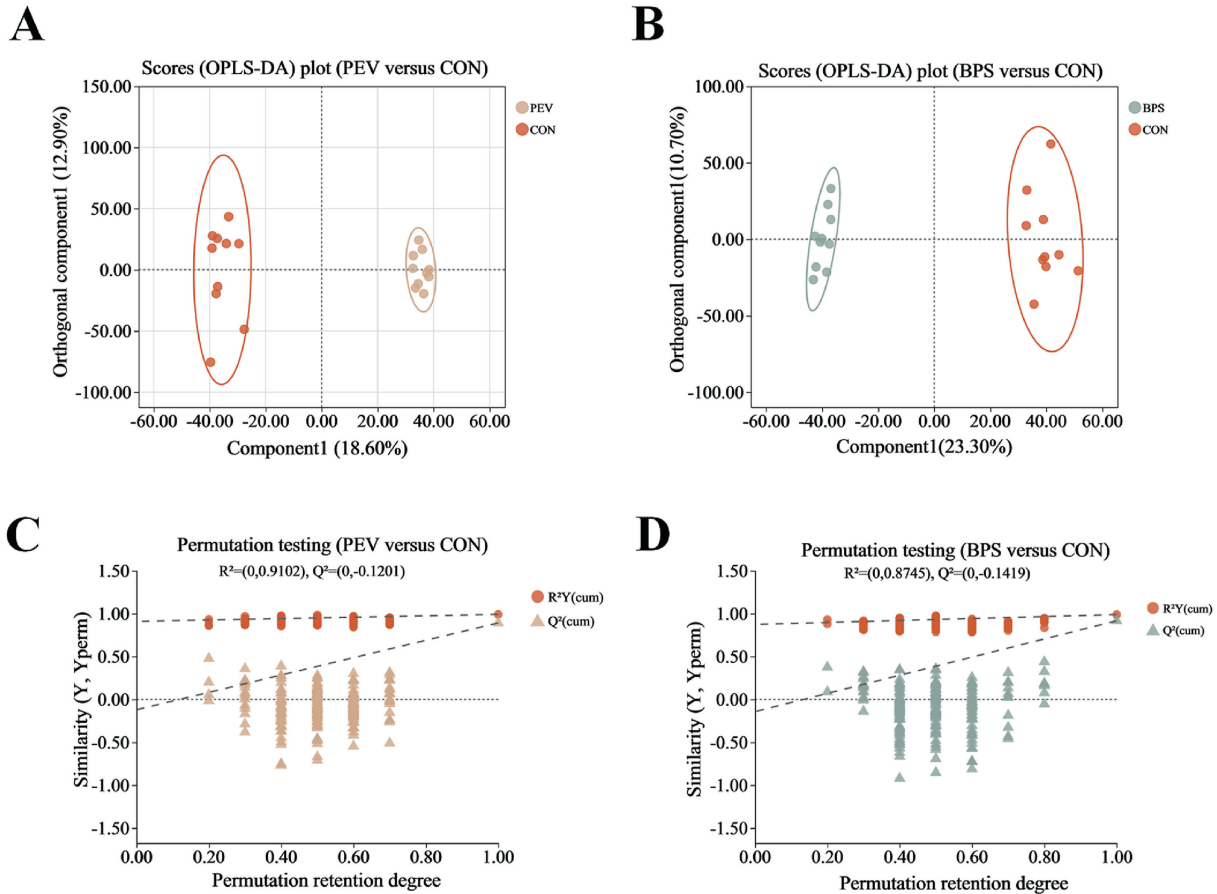 A
Scores (OPLS-DA) plot (PEV versus CON)
150.00
100.00
50.00
0.00
-50.00
-100.00
Orthogonal component1 (12.90%)
-60.00 -40.00 -20.00 0.00 20.00 40.00 60.00
Component1 (18.60%)
PEV
CON
B
Scores (OPLS-DA) plot (BPS versus CON)
100.00
50.00
0.00
-50.00
-100.00
Orthogonal component1(10.70%)
-60.00 -40.00 -20.00 0.00 20.00 40.00 60.00
Component1(23.30%)
BPS
CON
C
Permutation testing (PEV versus CON)
R²=(0,0.9102), Q²=(0,-0.1201)
1.50
1.00
0.50
0.00
-0.50
-1.00
-1.50
Similarity (Y, Yperm)
0.00 0.20 0.40 0.60 0.80 1.00
Permutation retention degree
R²Y(cum)
Q²(cum)
D
Permutation testing (BPS versus CON)
R²=(0,0.8745), Q²=(0,-0.1419)
1.50
1.00
0.50
0.00
-0.50
-1.00
-1.50
Similarity (Y, Yperm)
0.00 0.20 0.40 0.60 0.80 1.00
Permutation retention degree
R²Y(cum)
Q²(cum)